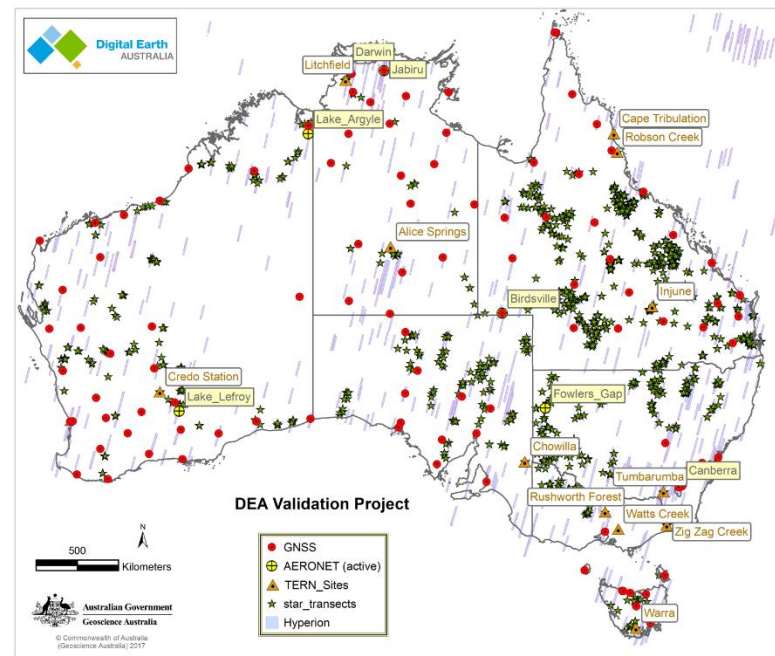 Digital Earth
AUSTRALIA
Darwin
Litchfield
Jabiru
Lake_Argyle
Cape Tribulation
Robson Creek
Alice Springs
Birdsville
Injune
Credo Station
Lake_Lefroy
Fowlers_Gap
Chowilla
Tumbarumba
Canberra
Rushworth Forest
Watts Creek
Zig Zag Creek
Warra
DEA Validation Project
N
500
Kilometers
GNSS
AERONET (active)
TERN_Sites
star_transects
Hyperion
Australian Government
Geoscience Australia
© Commonwealth of Australia
(Geoscience Australia) 2017